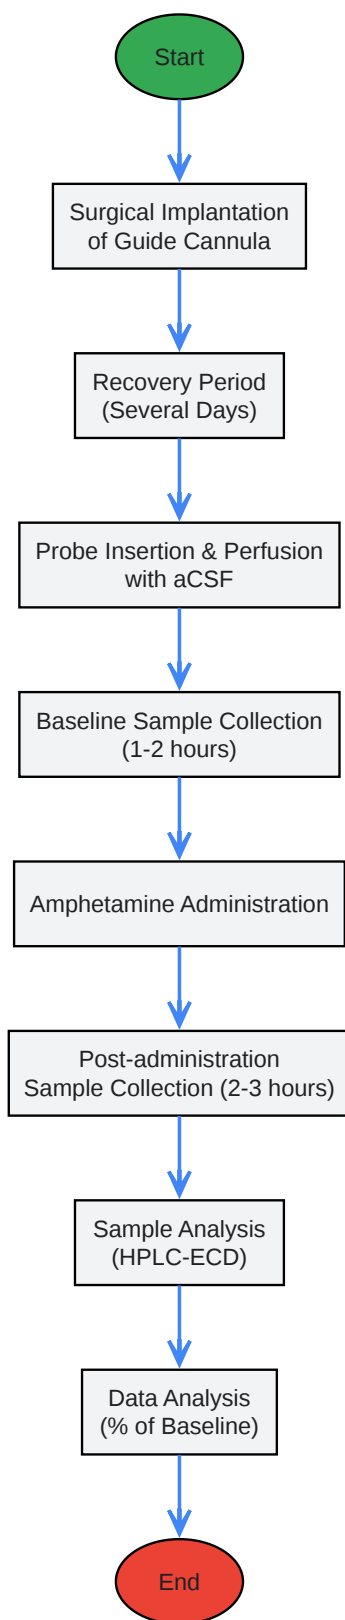 Start
Surgical Implantation
of Guide Cannula
Recovery Period
(Several Days)
Probe Insertion & Perfusion
with aCSF
Baseline Sample Collection
(1-2 hours)
Amphetamine Administration
Post-administration
Sample Collection (2-3 hours)
Sample Analysis
(HPLC-ECD)
Data Analysis
(% of Baseline)
End